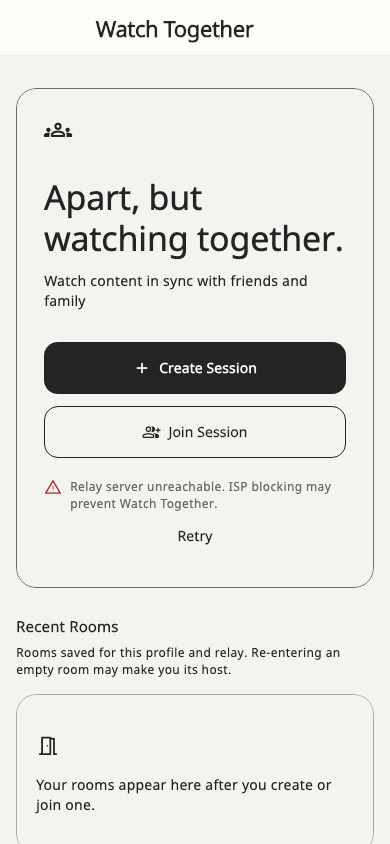 Watch Together
Apart, but
watching together.
Watch content in sync with friends and
family
Create Session
Join Session
Relay server unreachable. ISP blocking may
prevent Watch Together.
Retry
Recent Rooms
Rooms saved for this profile and relay. Re-entering an
empty room may make you its host.
Your rooms appear here after you create or
join one.